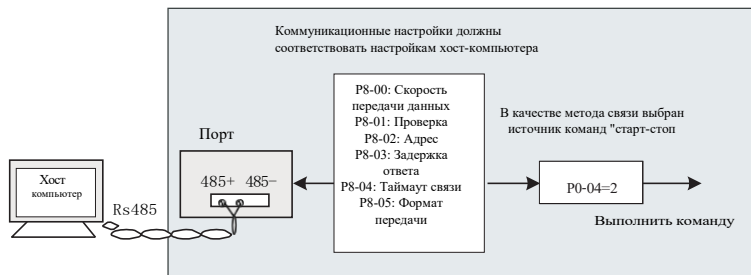 Коммуникационные настройки должны
соответствовать настройкам хост-компьютера
P8-00: Скорость
передачи данных
P8-01: Проверка
P8-02: Адрес
P8-03: Задержка
ответа
P8-04: Таймаут связи
P8-05: Формат
передачи
В качестве метода связи выбран
источник команд "старт-стоп
Порт
485+ 485-
Хост
компьютер
Rs485
P0-04=2
Выполнить команду